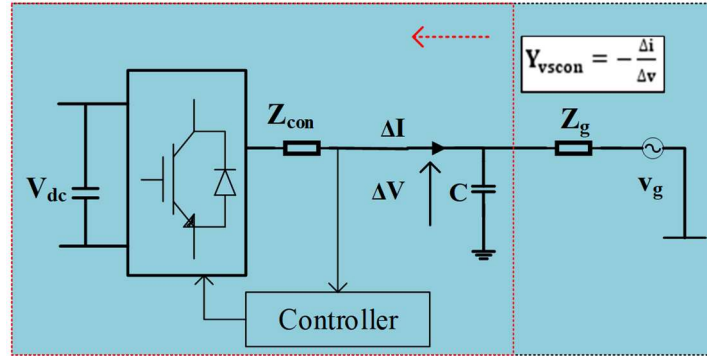 Y_vscon = − Δi/Δv
Z_con
ΔI
Z_g
V_dc
ΔV
C
v_g
Controller